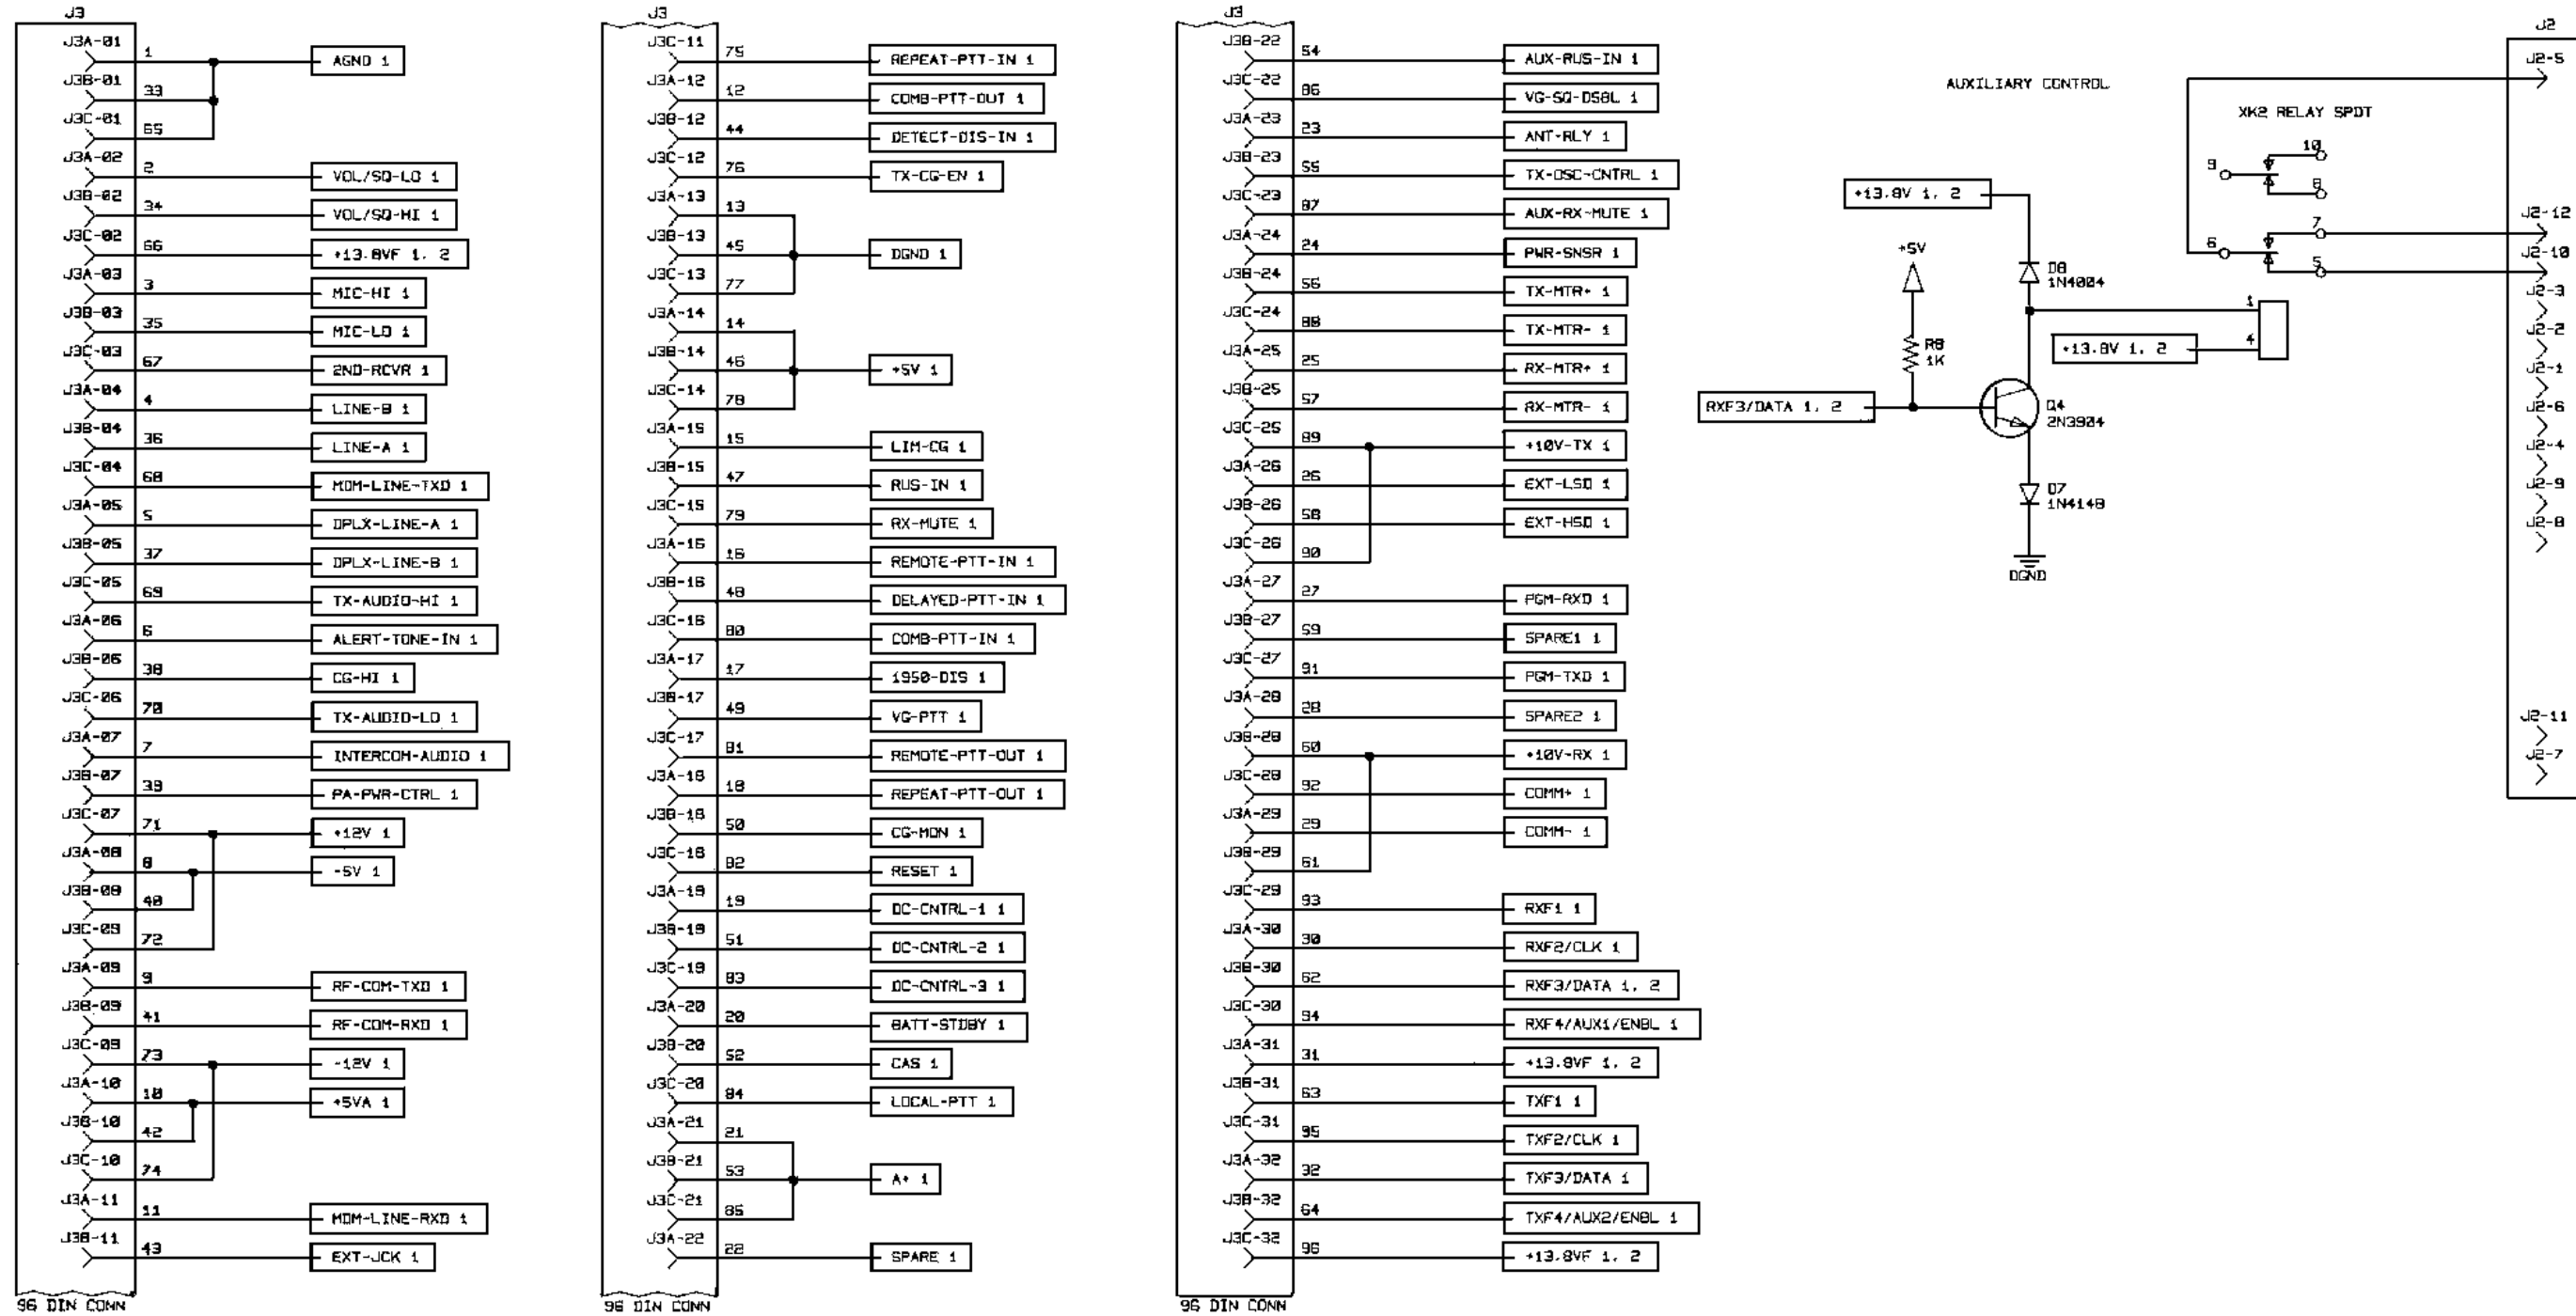 J3
J3A-01
1
AGND 1
J3B-01
33
J3C-01
65
J3A-02
2
VOL/SQ-LO 1
J3B-02
34
VOL/SQ-HI 1
J3C-02
66
+13.8VF 1, 2
J3A-03
3
MIC-HI 1
J3B-03
35
MIC-LO 1
J3C-03
67
2ND-RCVR 1
J3A-04
4
LINE-B 1
J3B-04
36
LINE-A 1
J3C-04
68
MDM-LINE-TXD 1
J3A-05
5
DPLX-LINE-A 1
J3B-05
37
DPLX-LINE-B 1
J3C-05
69
TX-AUDIO-HI 1
J3A-06
6
ALERT-TONE-IN 1
J3B-06
38
CG-HI 1
J3C-06
70
TX-AUDIO-LO 1
J3A-07
7
INTERCOM-AUDIO 1
J3B-07
39
PA-PWR-CTRL 1
J3C-07
71
+12V 1
J3A-08
8
-5V 1
J3B-08
40
J3C-08
72
J3A-09
9
RF-COM-TXD 1
J3B-09
41
RF-COM-RXD 1
J3C-09
73
-12V 1
J3A-10
10
+5VA 1
J3B-10
42
J3C-10
74
J3A-11
11
MDM-LINE-RXD 1
J3B-11
43
EXT-JCK 1
96 DIN CONN
J3
J3C-11
75
REPEAT-PTT-IN 1
J3A-12
12
COMB-PTT-OUT 1
J3B-12
44
DETECT-DIS-IN 1
J3C-12
76
TX-CG-EN 1
J3A-13
13
J3B-13
45
DGND 1
J3C-13
77
J3A-14
14
J3B-14
46
+5V 1
J3C-14
78
J3A-15
15
LIM-CG 1
J3B-15
47
RUS-IN 1
J3C-15
79
RX-MUTE 1
J3A-16
16
REMOTE-PTT-IN 1
J3B-16
48
DELAYED-PTT-IN 1
J3C-16
80
COMB-PTT-IN 1
J3A-17
17
1950-DIS 1
J3B-17
49
VG-PTT 1
J3C-17
81
REMOTE-PTT-OUT 1
J3A-18
18
REPEAT-PTT-OUT 1
J3B-18
50
CG-MON 1
J3C-18
82
RESET 1
J3A-19
19
DC-CNTRL-1 1
J3B-19
51
DC-CNTRL-2 1
J3C-19
83
DC-CNTRL-3 1
J3A-20
20
BATT-STDBY 1
J3B-20
52
CAS 1
J3C-20
84
LOCAL-PTT 1
J3A-21
21
J3B-21
53
A+ 1
J3C-21
85
J3A-22
22
SPARE 1
96 DIN CONN
J3
J3B-22
54
AUX-RUS-IN 1
J3C-22
86
VG-SQ-DSBL 1
J3A-23
23
ANT-RLY 1
J3B-23
55
TX-OSC-CNTRL 1
J3C-23
87
AUX-RX-MUTE 1
J3A-24
24
PWR-SNSR 1
J3B-24
56
TX-MTR+ 1
J3C-24
88
TX-MTR- 1
J3A-25
25
RX-MTR+ 1
J3B-25
57
RX-MTR- 1
J3C-25
89
+10V-TX 1
J3A-26
26
EXT-LSD 1
J3B-26
58
EXT-HSD 1
J3C-26
90
J3A-27
27
PGM-RXD 1
J3B-27
59
SPARE1 1
J3C-27
91
PGM-TXD 1
J3A-28
28
SPARE2 1
J3B-28
60
+10V-RX 1
J3C-28
92
COMM+ 1
J3A-29
29
COMM- 1
J3B-29
61
J3C-29
93
RXF1 1
J3A-30
30
RXF2/CLK 1
J3B-30
62
RXF3/DATA 1, 2
J3C-30
94
RXF4/AUX1/ENBL 1
J3A-31
31
+13.8VF 1, 2
J3B-31
63
TXF1 1
J3C-31
95
TXF2/CLK 1
J3A-32
32
TXF3/DATA 1
J3B-32
64
TXF4/AUX2/ENBL 1
J3C-32
96
+13.8VF 1, 2
96 DIN CONN
AUXILIARY CONTROL
XK2 RELAY SPDT
10
9
8
7
6
5
+13.8V 1, 2
+5V
D8
1N4004
R8
1K
1
+13.8V 1, 2
4
RXF3/DATA 1, 2
Q4
2N3904
D7
1N4148
DGND
J2
J2-5
J2-12
J2-10
J2-3
J2-2
J2-1
J2-6
J2-4
J2-9
J2-8
J2-11
J2-7